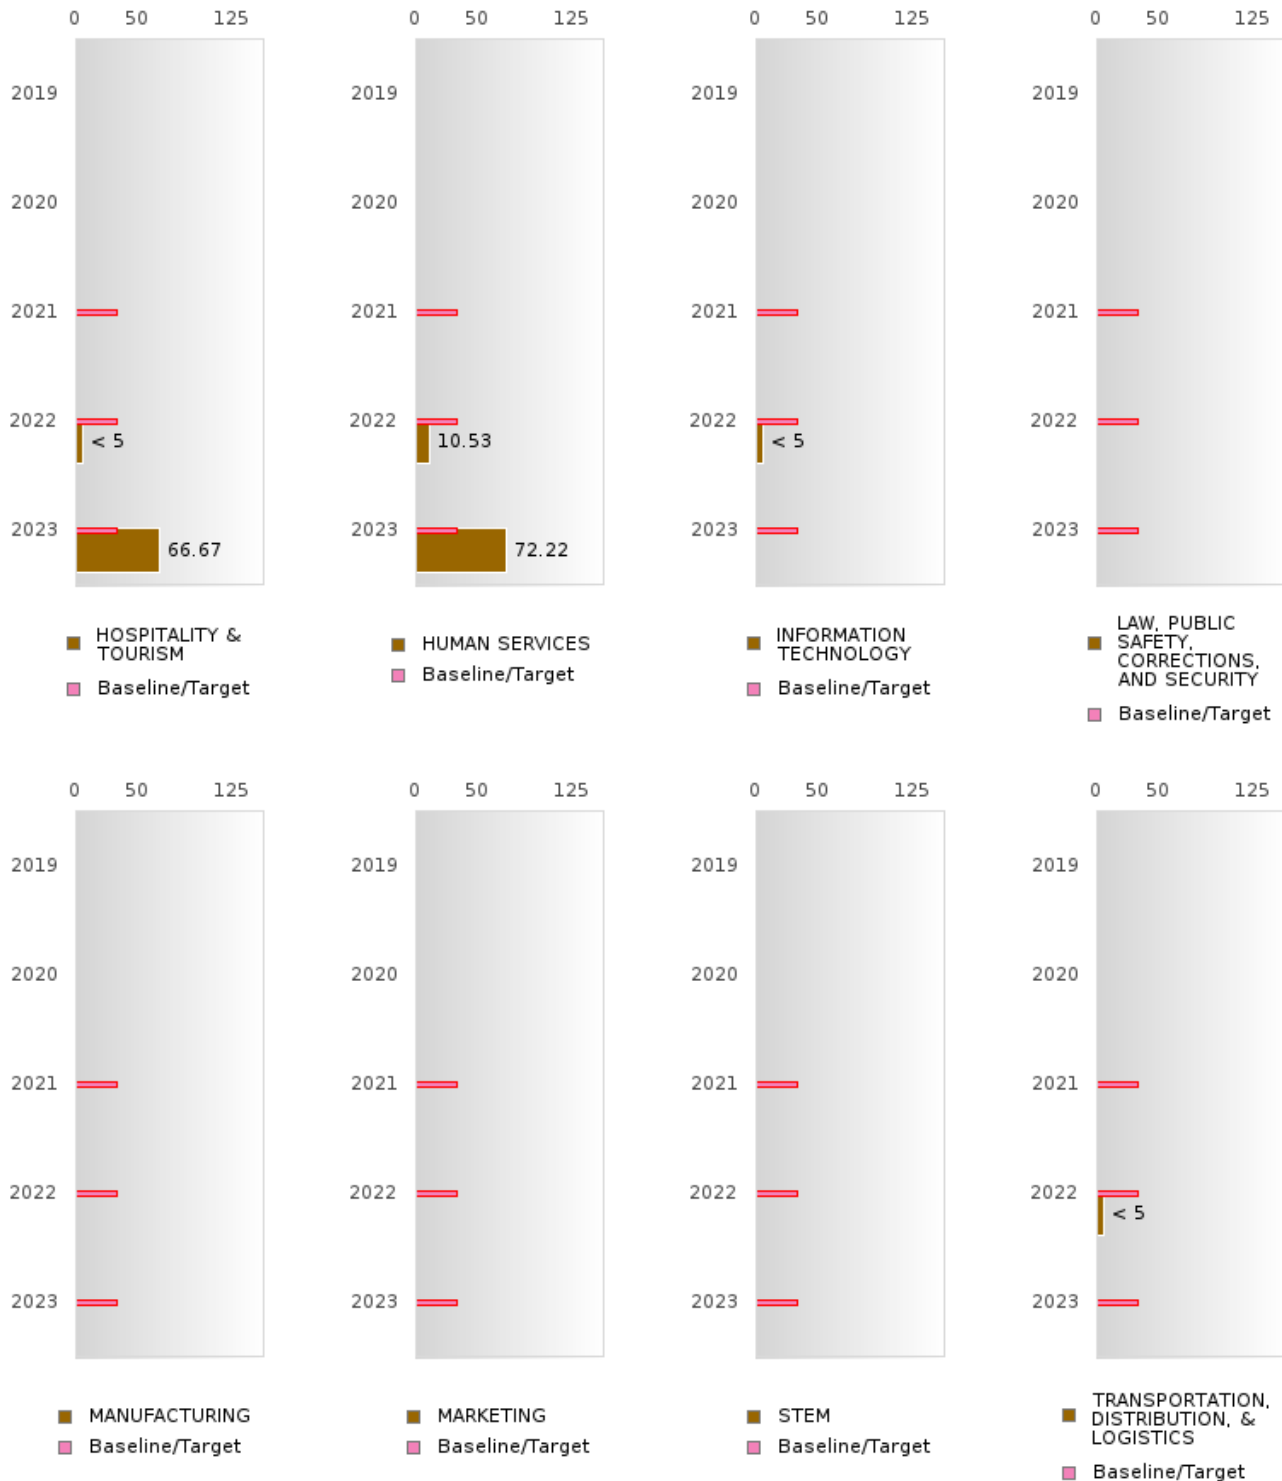 0 50 125 0 50 125 0 50 125 0 50 125
2019 2019 2019 2019
2020 2020 2020 2020
2021 2021 2021 2021
2022 2022 2022 2022
< 5 10.53 < 5
2023 2023 2023 2023
66.67 72.22
HOSPITALITY &
TOURISM
Baseline/Target
HUMAN SERVICES
Baseline/Target
INFORMATION
TECHNOLOGY
Baseline/Target
LAW, PUBLIC
SAFETY,
CORRECTIONS,
AND SECURITY
Baseline/Target
0 50 125 0 50 125 0 50 125 0 50 125
2019 2019 2019 2019
2020 2020 2020 2020
2021 2021 2021 2021
2022 2022 2022 2022
< 5
2023 2023 2023 2023
MANUFACTURING
Baseline/Target
MARKETING
Baseline/Target
STEM
Baseline/Target
TRANSPORTATION,
DISTRIBUTION, &
LOGISTICS
Baseline/Target